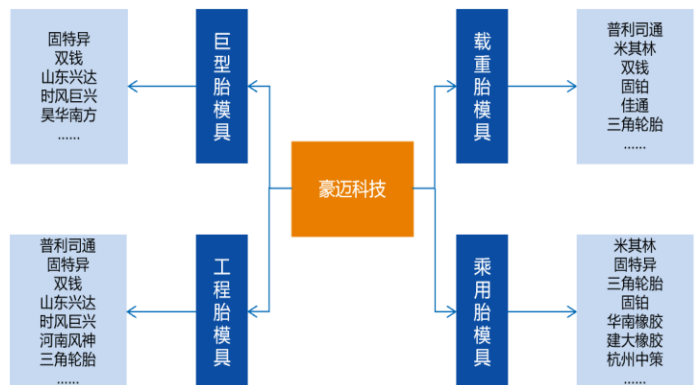 固特异
双钱
山东兴达
时风巨兴
昊华南方
……
巨型胎模具
载重胎模具
普利司通
米其林
双钱
固铂
佳通
三角轮胎
……
豪迈科技
普利司通
固特异
双钱
山东兴达
时风巨兴
河南风神
三角轮胎
……
工程胎模具
乘用胎模具
米其林
固特异
三角轮胎
固铂
华南橡胶
建大橡胶
杭州中策
……